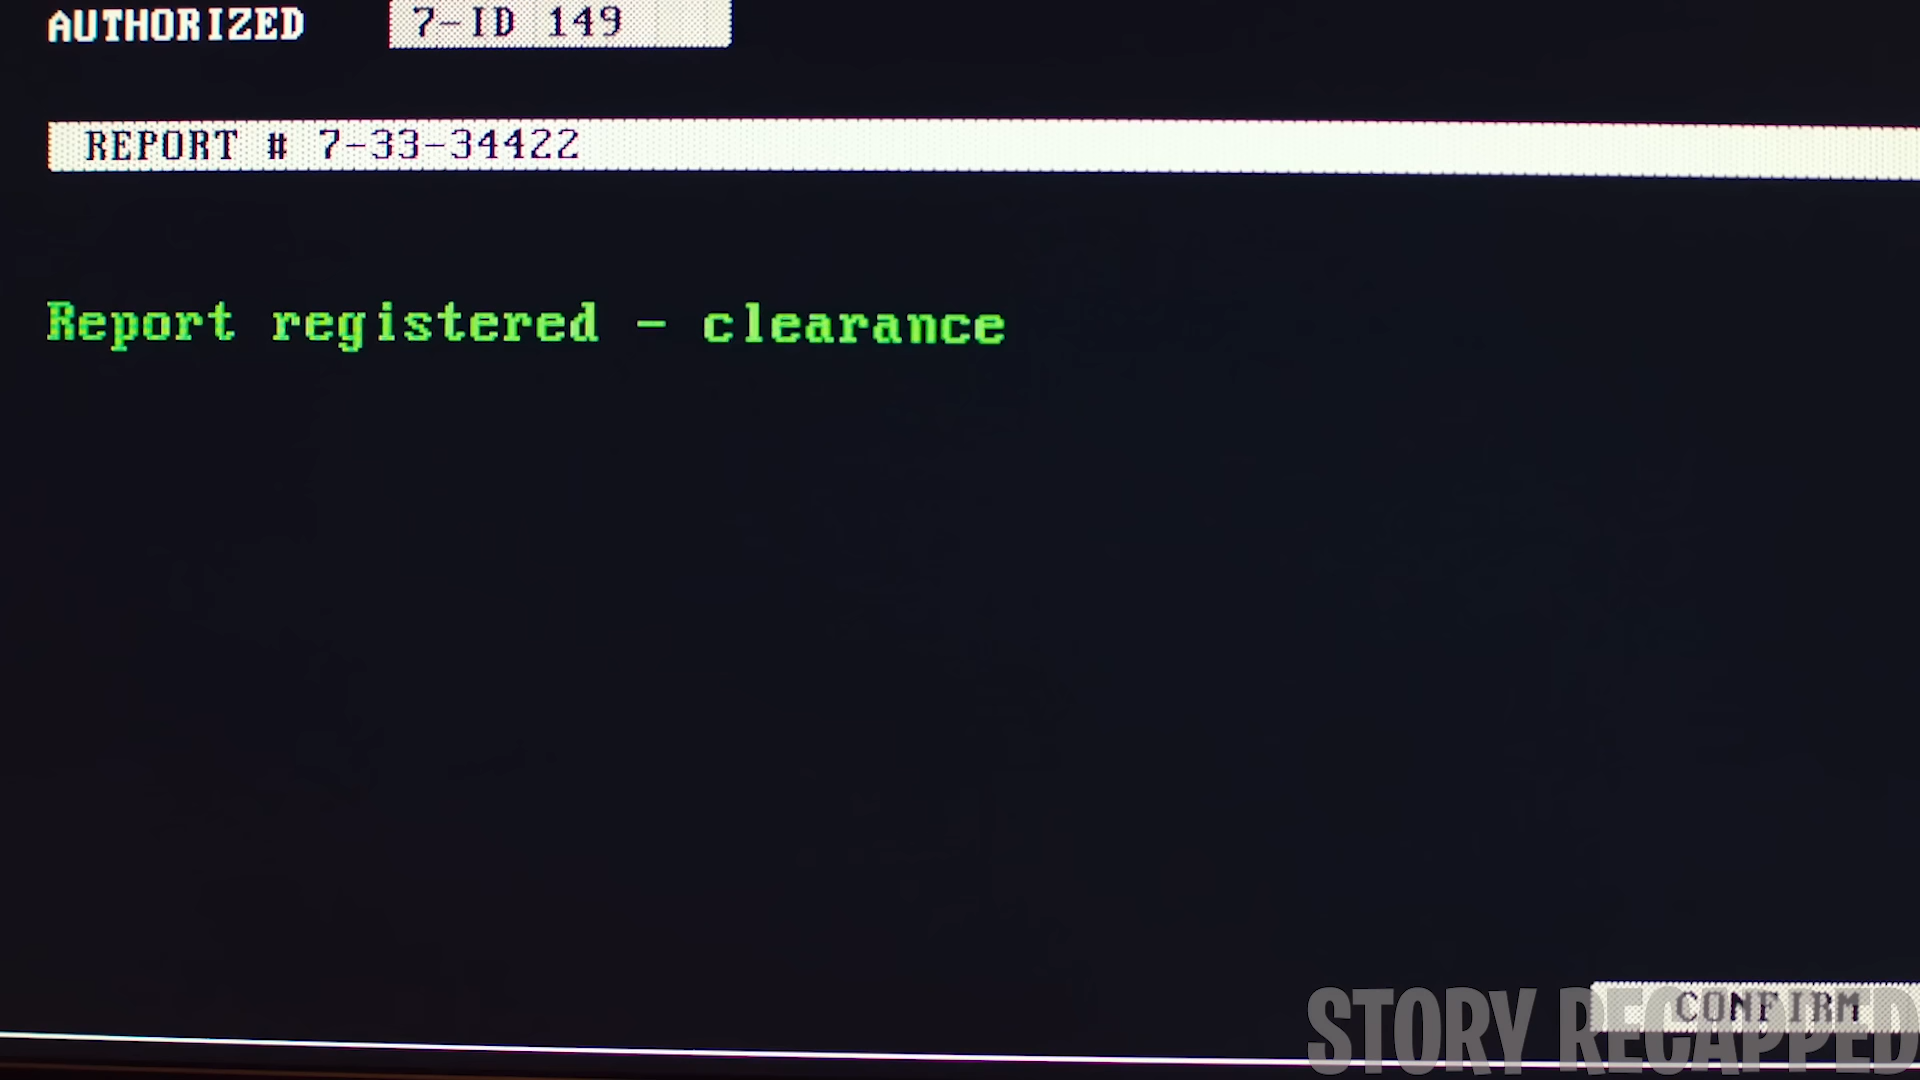 AUTHORIZED 7-ID 149
REPORT # 7-33-34422
Report registered - clearance
CONFIRM
STORY RECAPPED